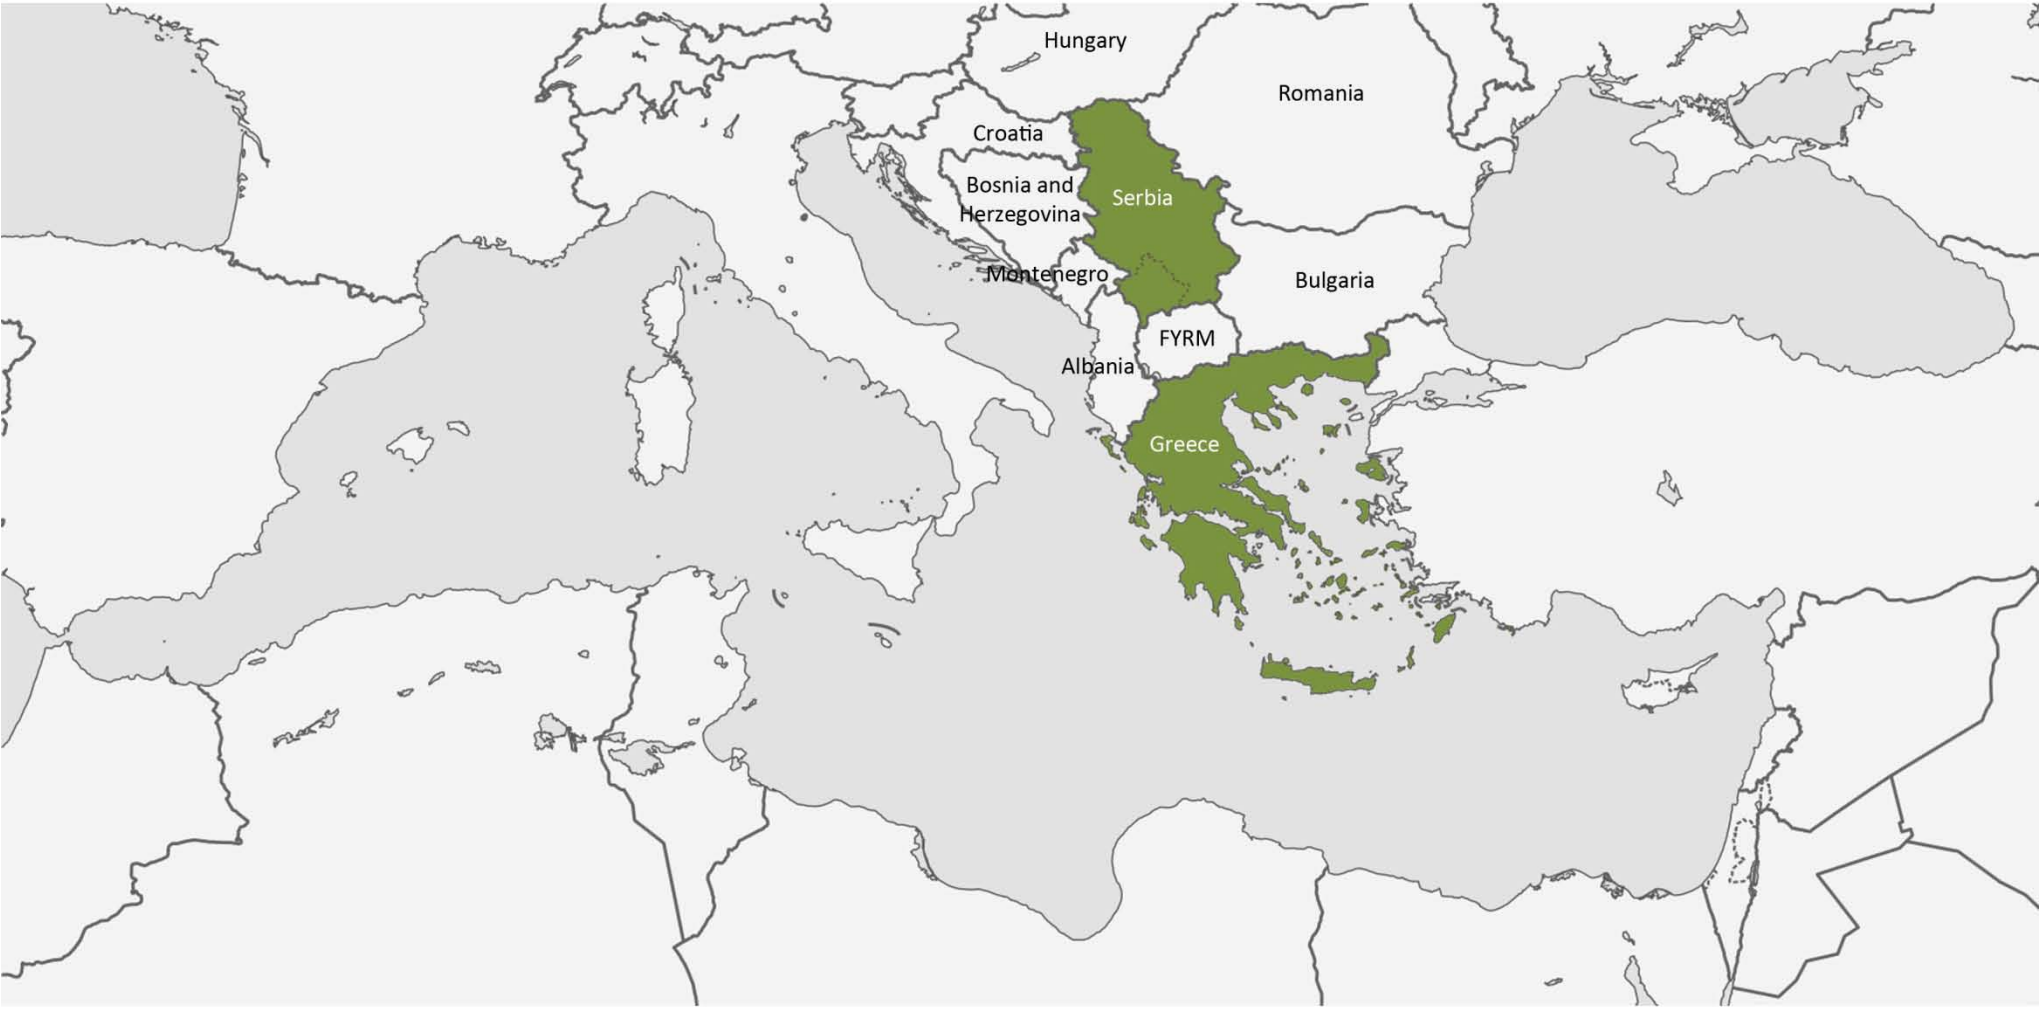 Hungary
Romania
Croatia
Bosnia and
Herzegovina
Serbia
Montenegro
Bulgaria
FYRM
Albania
Greece